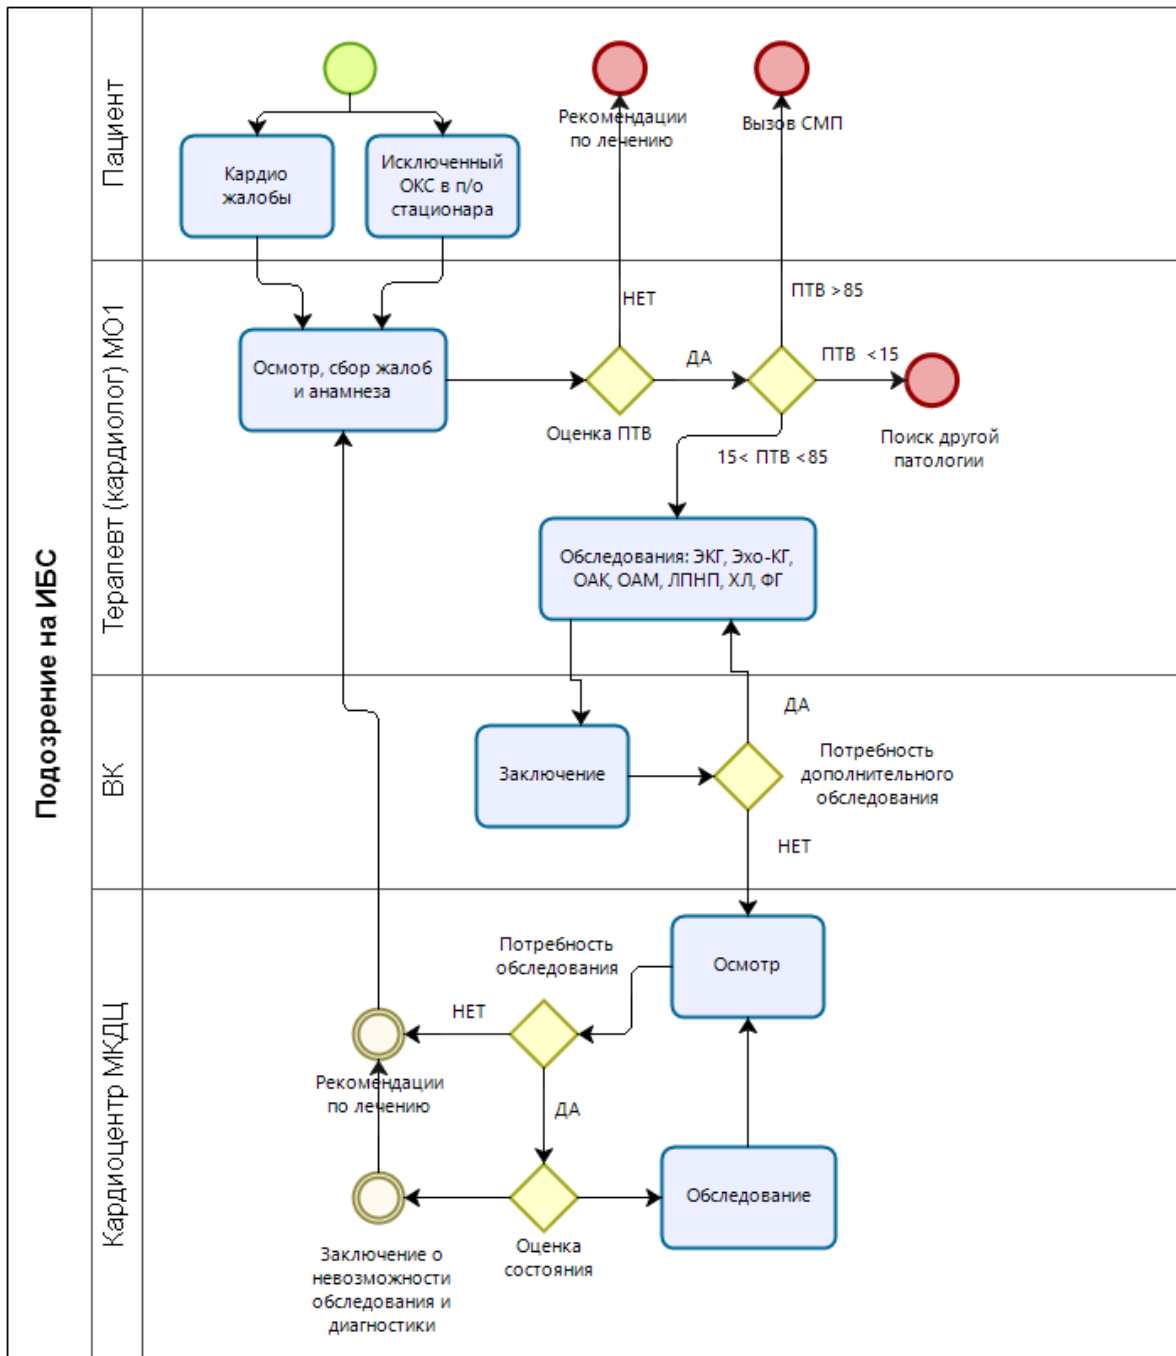 Подозрение на ИБС
Пациент
Кардио
жалобы
Исключенный
ОКС в п/о
стационара
Рекомендации
по лечению
Вызов СМП
Терапевт (кардиолог) МО1
Осмотр, сбор жалоб
и анамнеза
НЕТ
Оценка ПТВ
ДА
ПТВ >85
ПТВ <15
Поиск другой
патологии
15< ПТВ <85
Обследования: ЭКГ, Эхо-КГ,
ОАК, ОАМ, ЛПНП, ХЛ, ФГ
ВК
Заключение
ДА
Потребность
дополнительного
обследования
НЕТ
Кардиоцентр МКДЦ
Осмотр
Потребность
обследования
НЕТ
Рекомендации
по лечению
ДА
Обследование
Оценка
состояния
Заключение о
невозможности
обследования и
диагностики